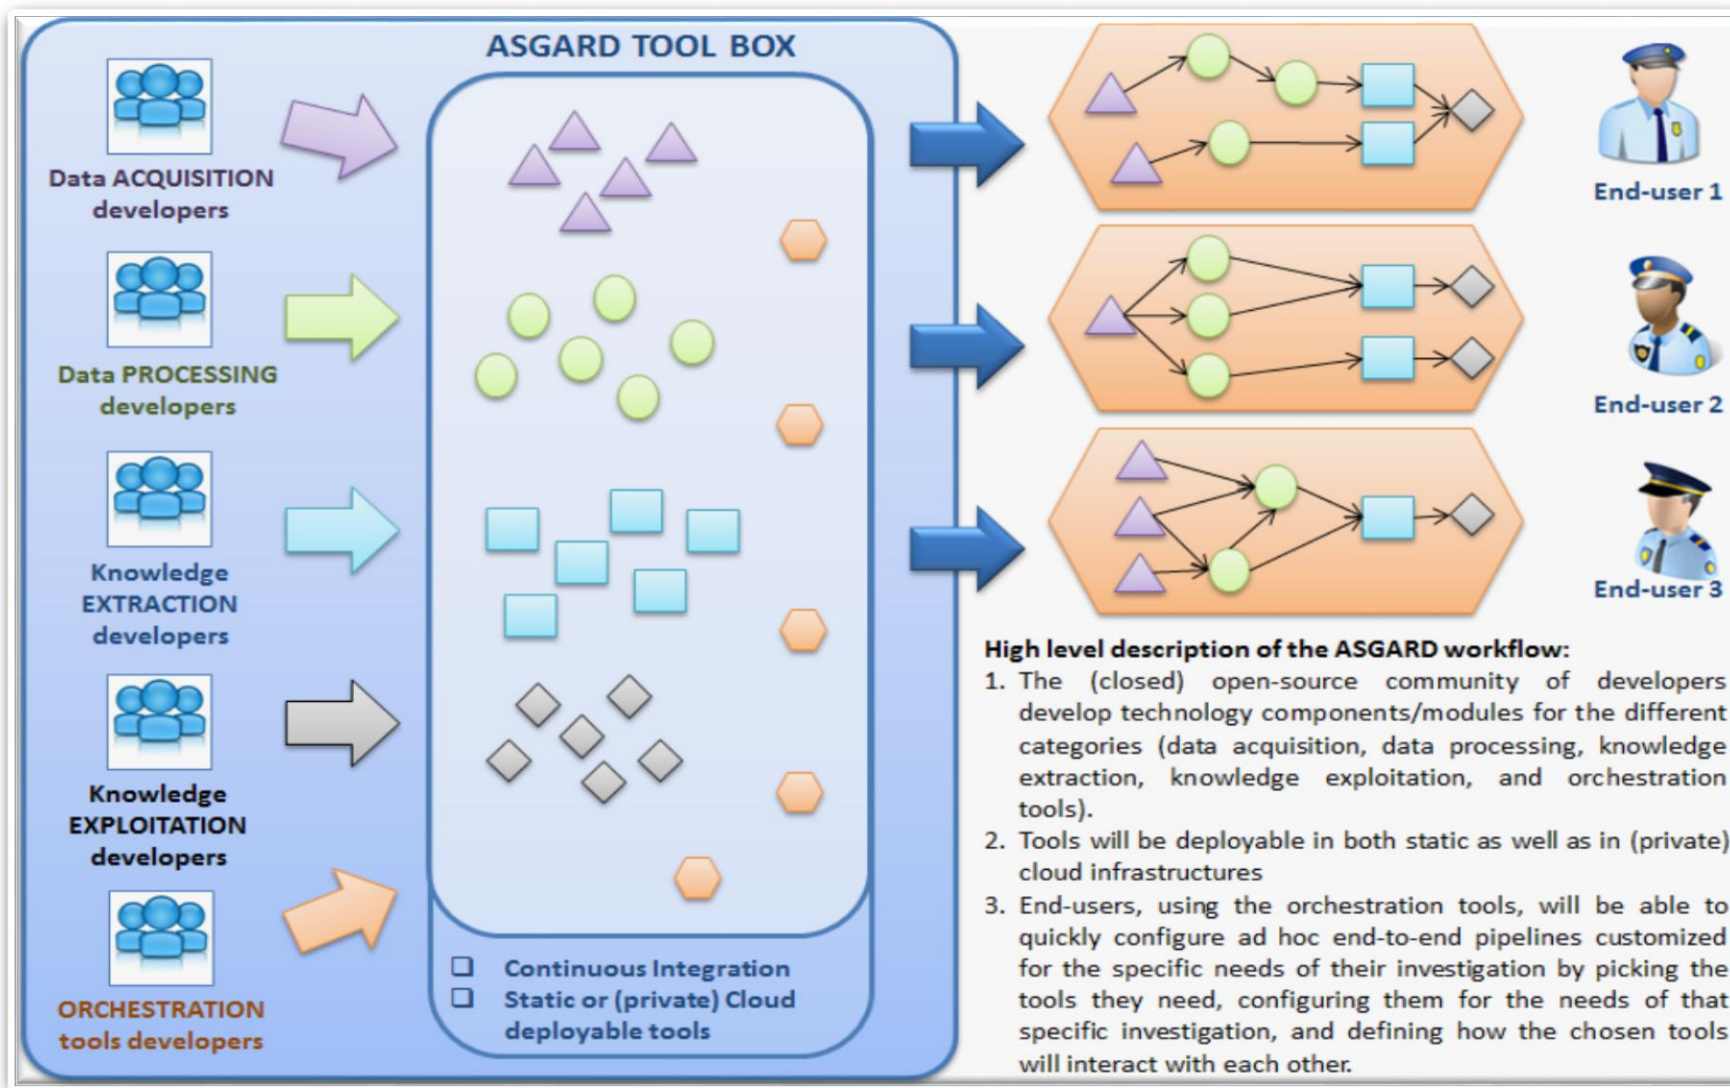 ASGARD TOOL BOX
Data ACQUISITION
developers
Data PROCESSING
developers
Knowledge
EXTRACTION
developers
Knowledge
EXPLOITATION
developers
ORCHESTRATION
tools developers
❑ Continuous Integration
❑ Static or (private) Cloud
deployable tools
End-user 1
End-user 2
End-user 3
High level description of the ASGARD workflow:
1. The (closed) open-source community of developers
develop technology components/modules for the different
categories (data acquisition, data processing, knowledge
extraction, knowledge exploitation, and orchestration
tools).
2. Tools will be deployable in both static as well as in (private)
cloud infrastructures
3. End-users, using the orchestration tools, will be able to
quickly configure ad hoc end-to-end pipelines customized
for the specific needs of their investigation by picking the
tools they need, configuring them for the needs of that
specific investigation, and defining how the chosen tools
will interact with each other.